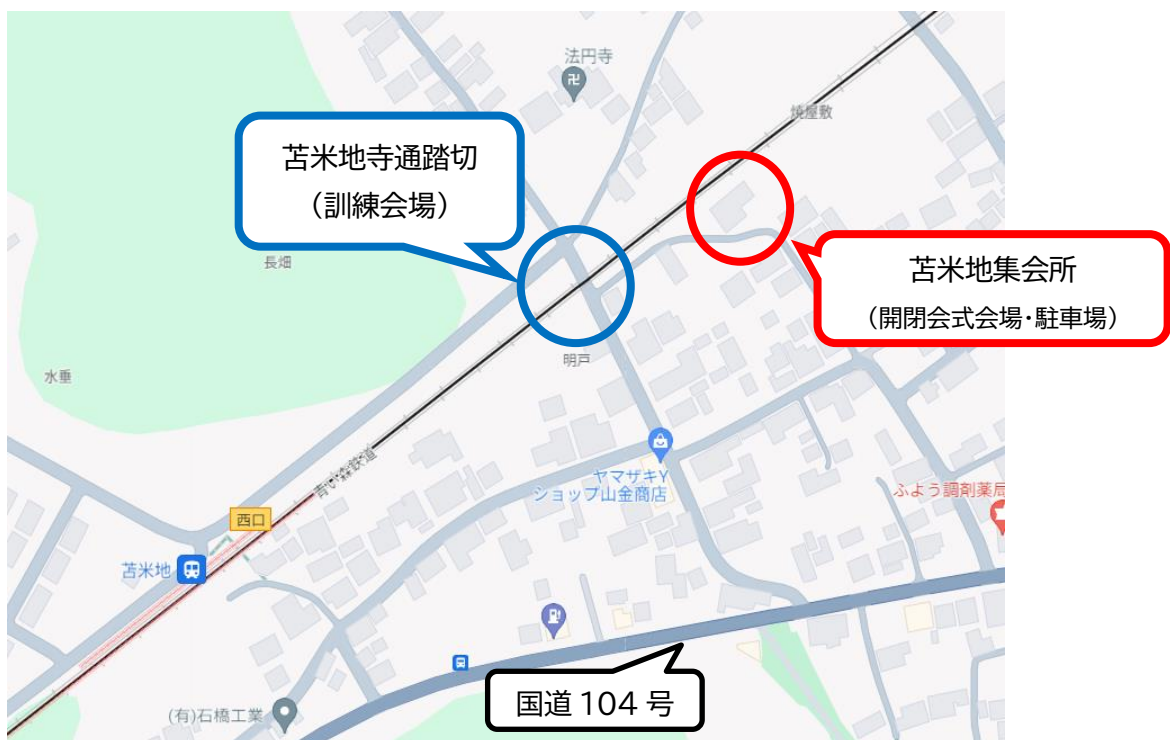 法円寺
焼屋敷
苫米地寺通踏切
（訓練会場）
長畑
苫米地集会所
（開閉会式会場・駐車場）
水垂
明戸
青い森鉄道
ヤマザキY
ショップ山金商店
ふよう調剤薬局
西口
苫米地
国道 104 号
(有)石橋工業